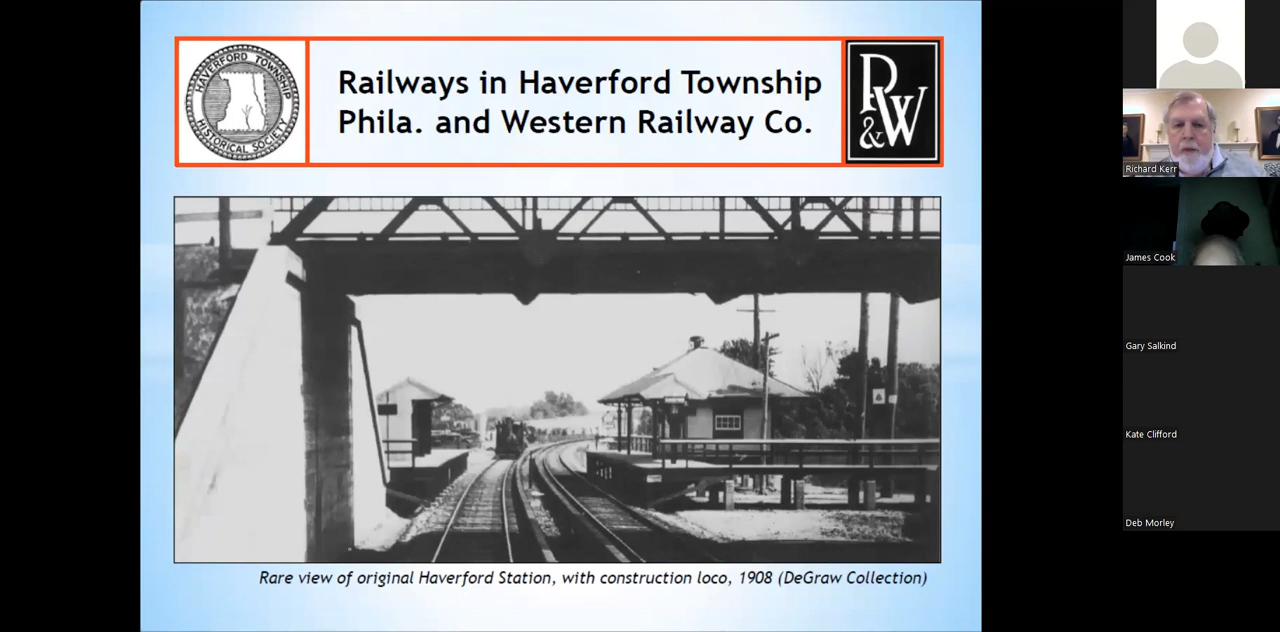 HAVERFORD TOWNSHIP
HISTORICAL SOCIETY
Railways in Haverford Township
Phila. and Western Railway Co.
P&W
Rare view of original Haverford Station, with construction loco, 1908 (DeGraw Collection)
Richard Kerr
James Cook
Gary Salkind
Kate Clifford
Deb Morley